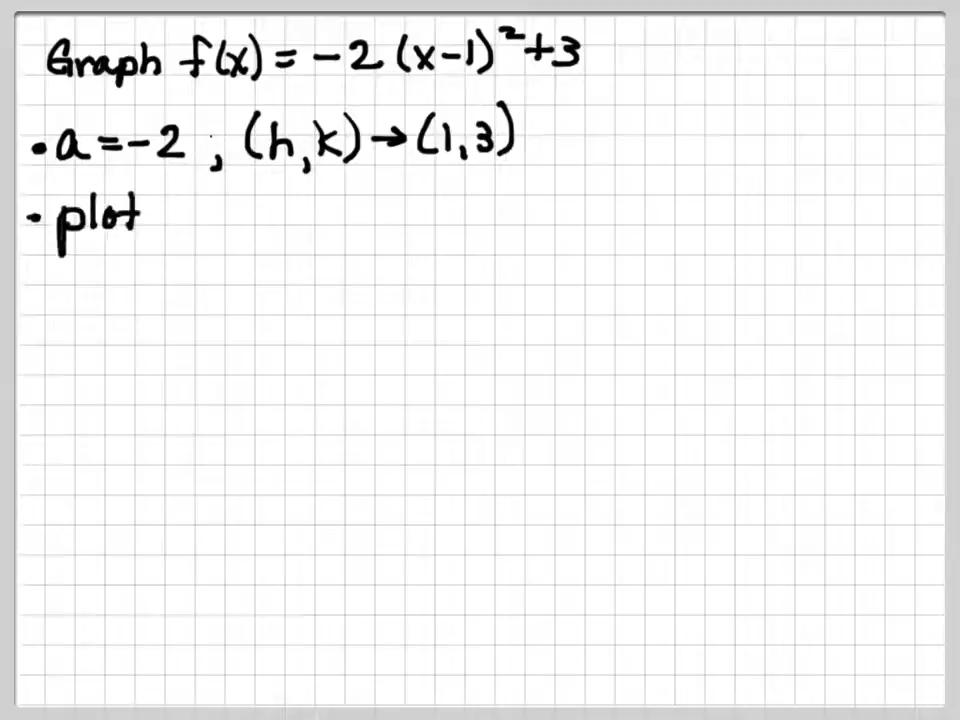 Graph f(x) = -2 (x-1)² + 3
• a = -2 ; (h,k) → (1,3)
• plot